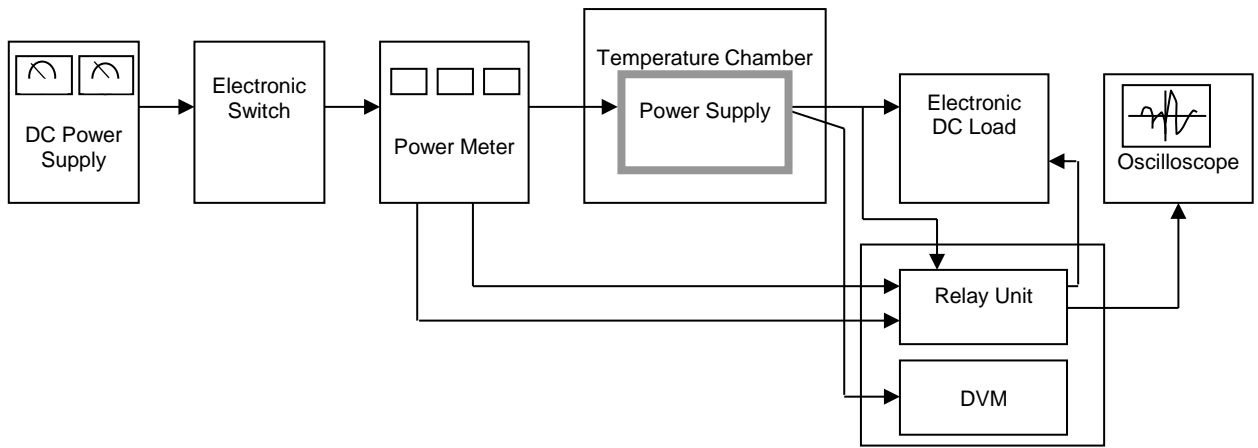 DC Power
Supply
Electronic
Switch
Power Meter
Temperature Chamber
Power Supply
Electronic
DC Load
Oscilloscope
Relay Unit
DVM